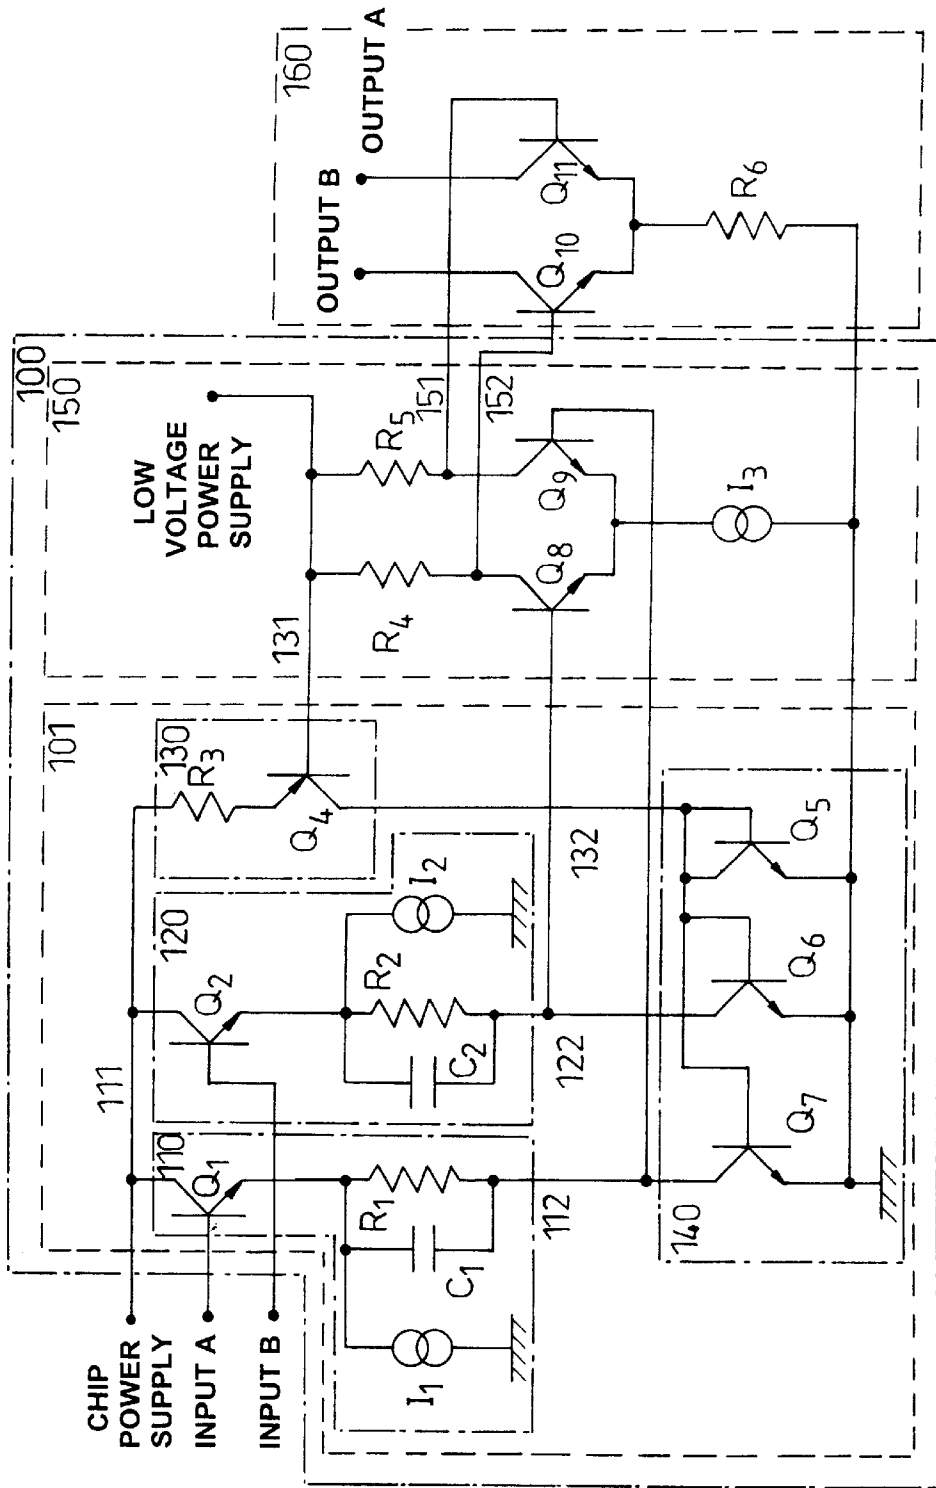 CHIP
POWER
SUPPLY
INPUT A
INPUT B
LOW
VOLTAGE
POWER
SUPPLY
OUTPUT B
OUTPUT A
100
101
150
160
111
110
Q1
R1
C1
I1
112
120
Q2
R2
C2
I2
122
130
R3
Q4
131
132
140
Q7
Q6
Q5
R4
R5
151
152
Q8
Q9
I3
Q10
Q11
R6